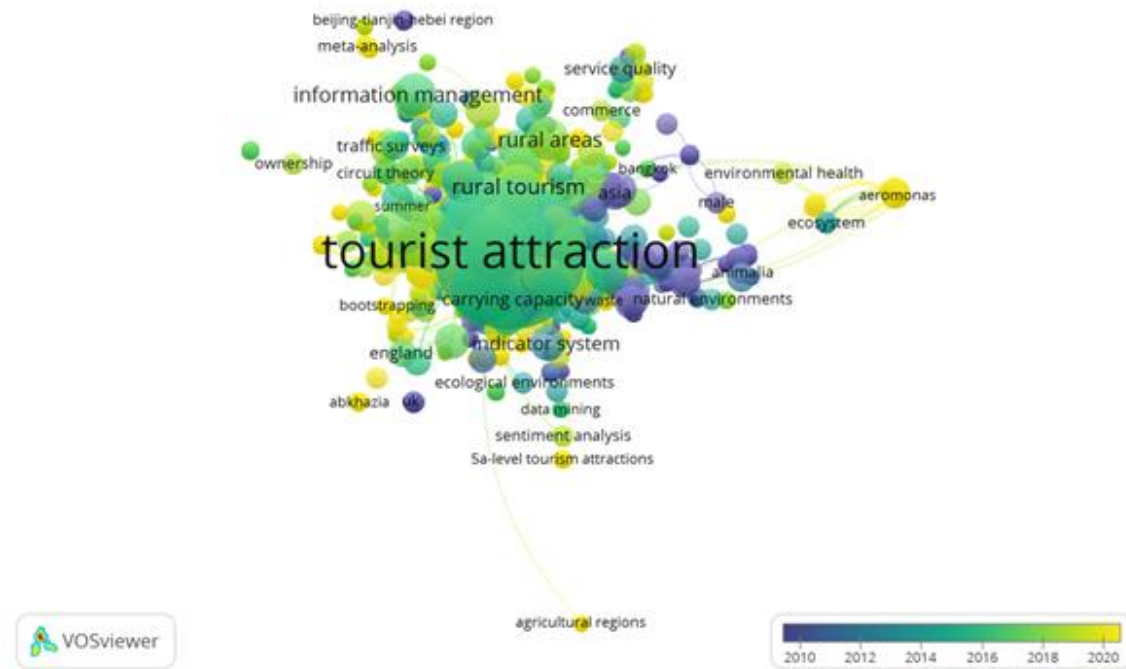 beijing-tianjin-hebei region
meta-analysis
service quality
information management
commerce
traffic surveys
rural areas
ownership
circuit theory
bangkok
environmental health
rural tourism
asia
male
aeromonas
summer
ecosystem
tourist attraction
animalia
bootstrapping
carrying capacity
waste
natural environments
england
indicator system
ecological environments
abkhazia
uk
data mining
sentiment analysis
5a-level tourism attractions
agricultural regions
VOSviewer
2010 2012 2014 2016 2018 2020